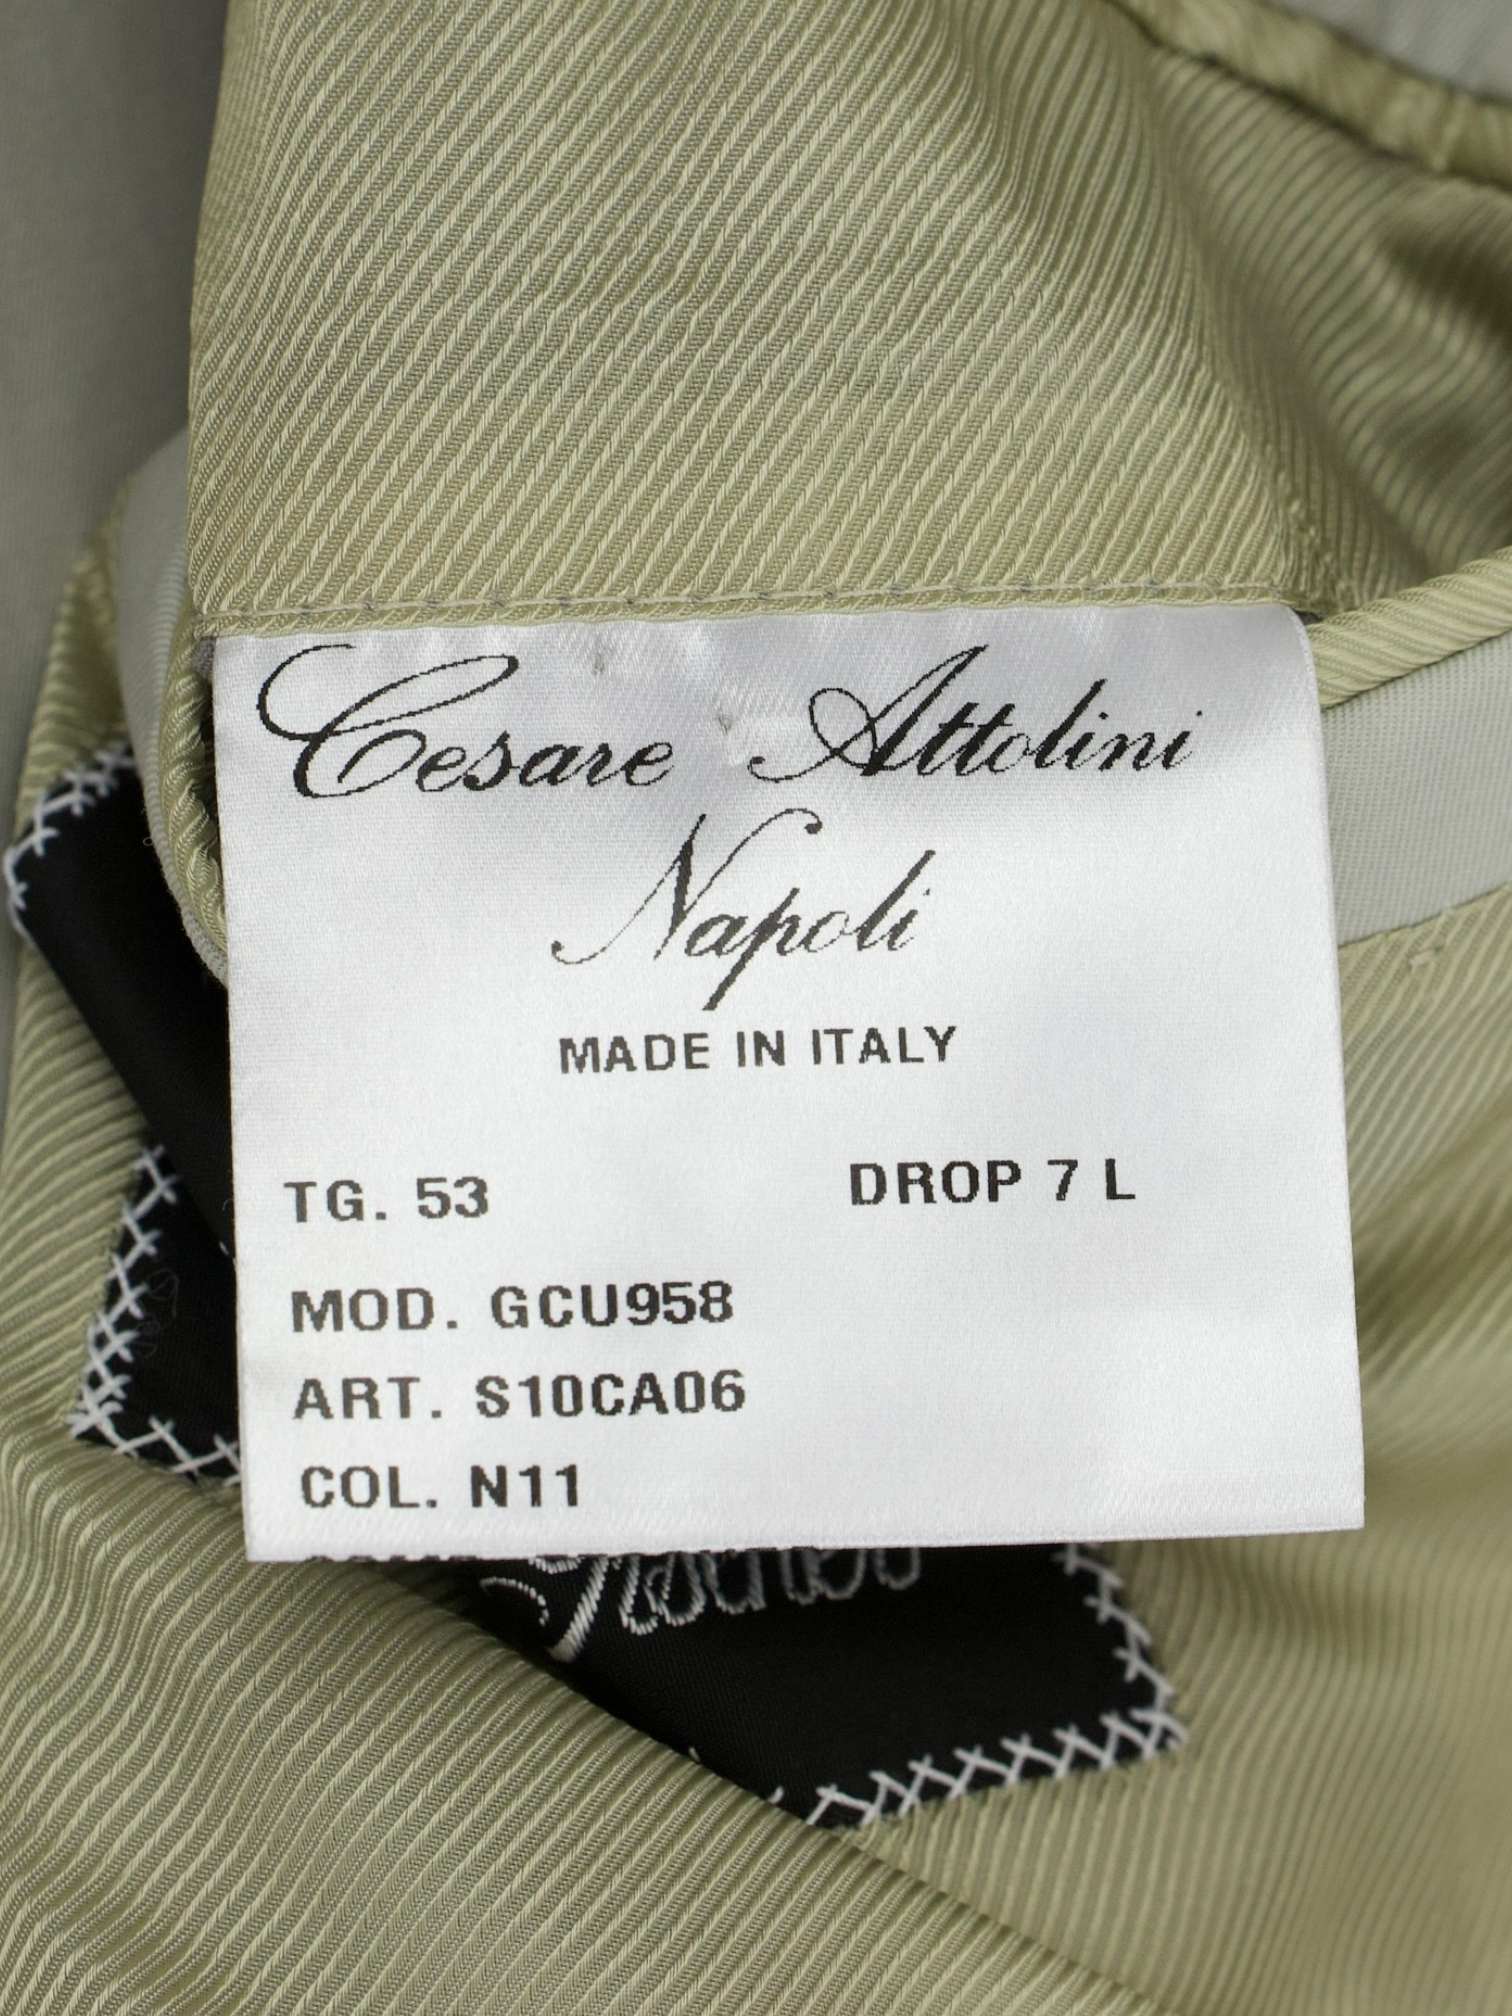 Cesare Attolini
Napoli
MADE IN ITALY
TG. 53 DROP 7 L
MOD. GCU958
ART. S10CA06
COL. N11